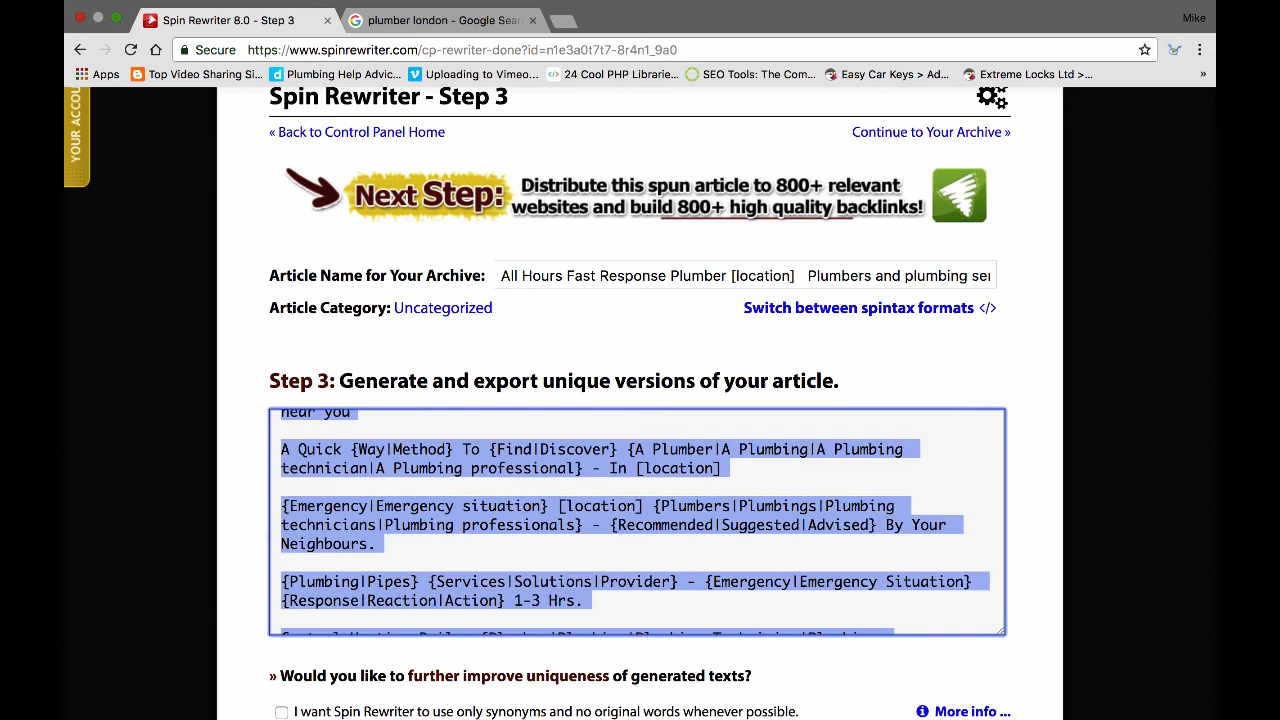 Spin Rewriter 8.0 - Step 3
plumber london - Google Sear
Mike
Secure https://www.spinrewriter.com/cp-rewriter-done?id=n1e3a0t7t7-8r4n1_9a0
Apps Top Video Sharing Si... Plumbing Help Advic... Uploading to Vimeo... 24 Cool PHP Librarie... SEO Tools: The Com... Easy Car Keys > Ad... Extreme Locks Ltd >... »
YOUR ACCOU
Spin Rewriter - Step 3
« Back to Control Panel Home
Continue to Your Archive »
Next Step: Distribute this spun article to 800+ relevant
websites and build 800+ high quality backlinks!
Article Name for Your Archive: All Hours Fast Response Plumber [location] Plumbers and plumbing ser
Article Category: Uncategorized
Switch between spintax formats </>
Step 3: Generate and export unique versions of your article.
near you
A Quick {Way|Method} To {Find|Discover} {A Plumber|A Plumbing|A Plumbing
technician|A Plumbing professional} - In [location]
{Emergency|Emergency situation} [location] {Plumbers|Plumbings|Plumbing
technicians|Plumbing professionals} - {Recommended|Suggested|Advised} By Your
Neighbours.
{Plumbing|Pipes} {Services|Solutions|Provider} - {Emergency|Emergency Situation}
{Response|Reaction|Action} 1-3 Hrs.
» Would you like to further improve uniqueness of generated texts?
I want Spin Rewriter to use only synonyms and no original words whenever possible.
More info ...